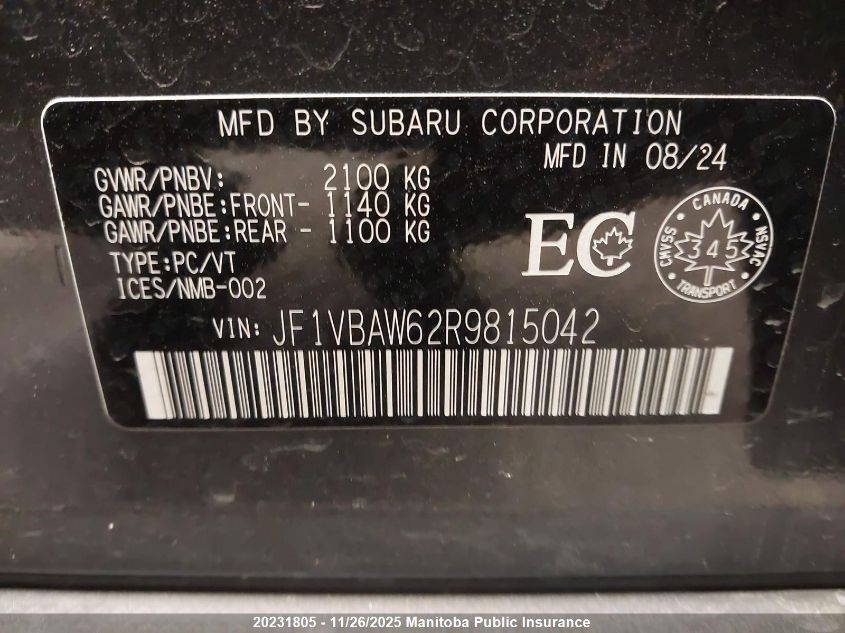 MFD BY SUBARU CORPORATION
MFD IN 08/24
GVWR/PNBV: 2100 KG
GAWR/PNBE:FRONT- 1140 KG
GAWR/PNBE:REAR - 1100 KG
TYPE:PC/VT
ICES/NMB-002
EC
CANADA
CMVSS 345 NSVAC
TRANSPORT
VIN: JF1VBAW62R9815042
20231805 - 11/26/2025 Manitoba Public Insurance